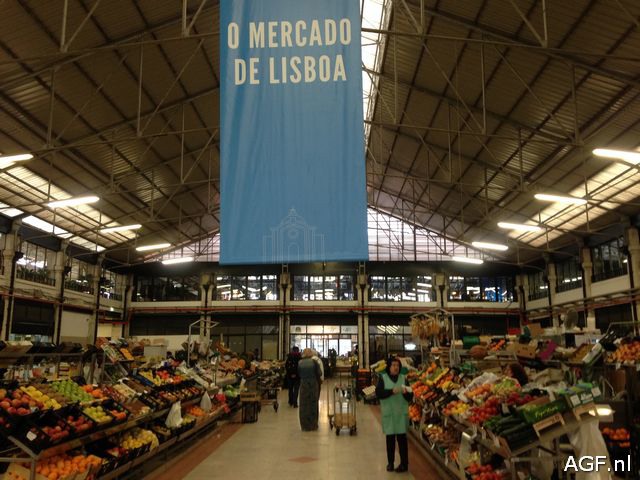 O MERCADO
DE LISBOA
AGF.nl